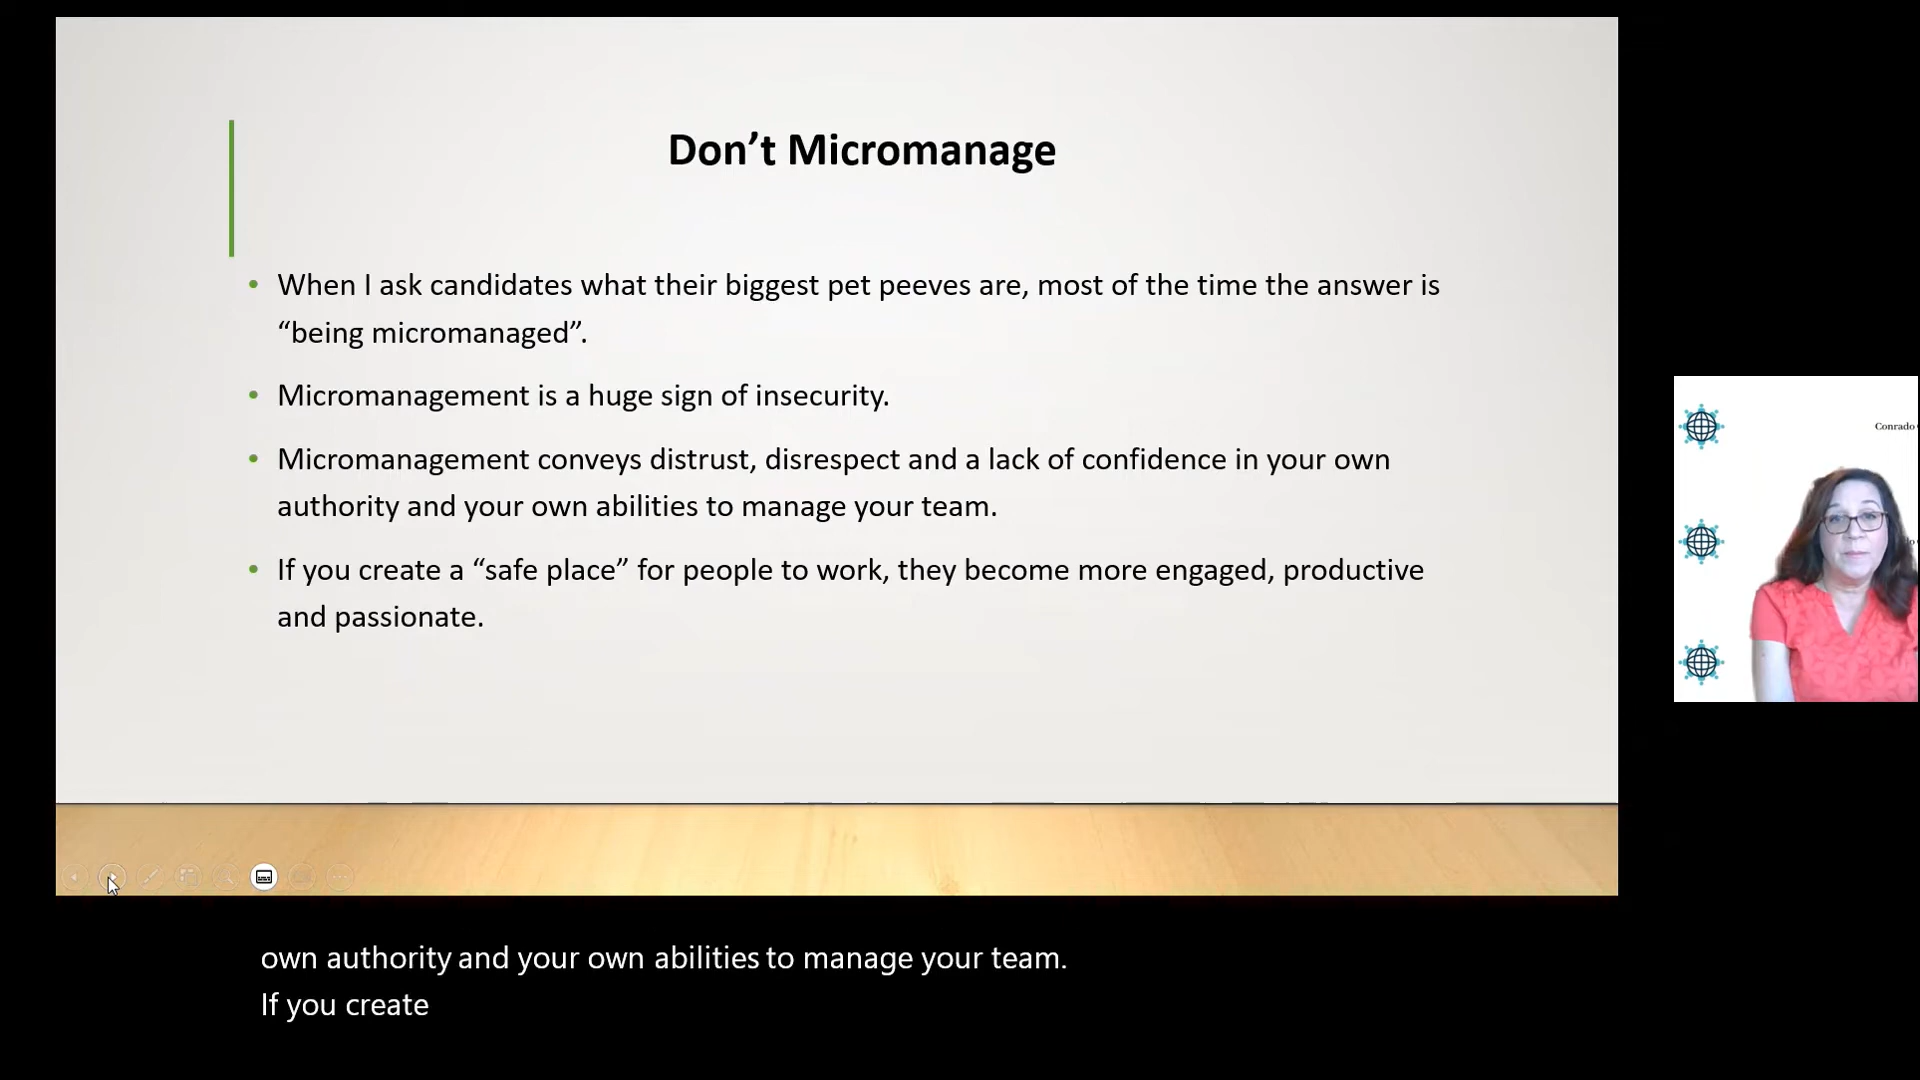 Don’t Micromanage
• When I ask candidates what their biggest pet peeves are, most of the time the answer is
“being micromanaged”.
• Micromanagement is a huge sign of insecurity.
• Micromanagement conveys distrust, disrespect and a lack of confidence in your own
authority and your own abilities to manage your team.
• If you create a “safe place” for people to work, they become more engaged, productive
and passionate.
Conrado
own authority and your own abilities to manage your team.
If you create